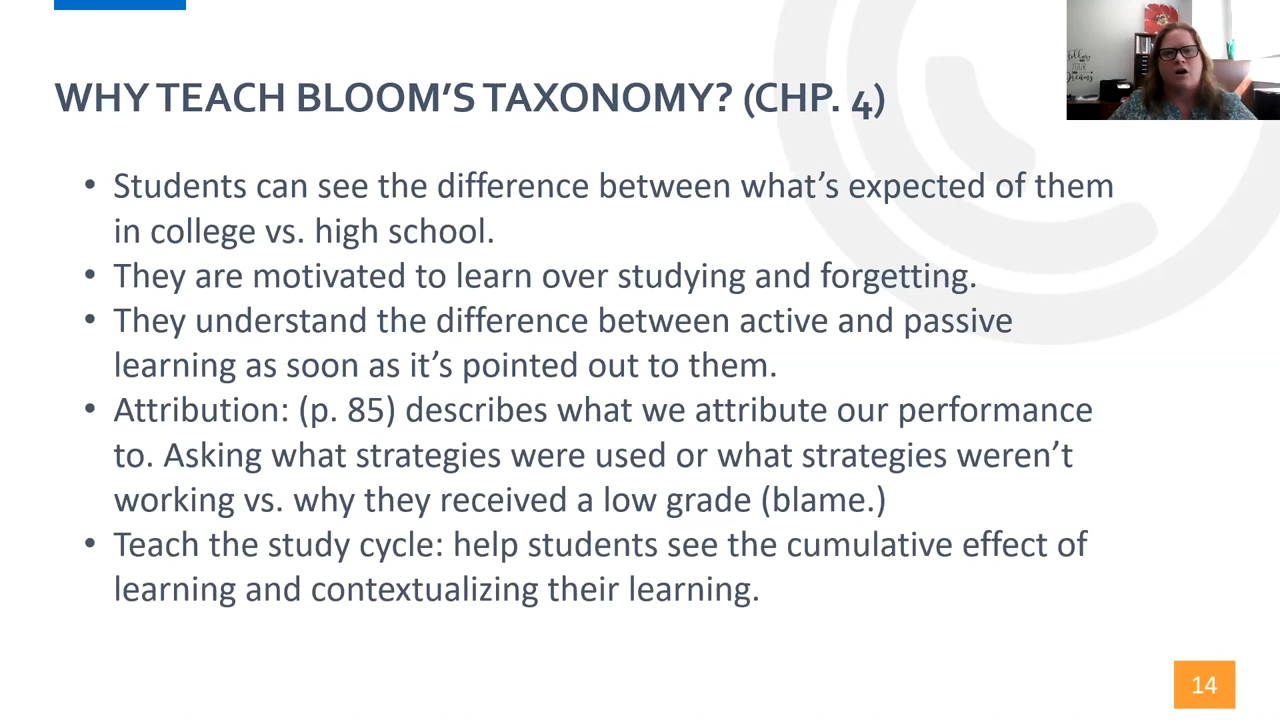 WHY TEACH BLOOM'S TAXONOMY? (CHP. 4)
• Students can see the difference between what's expected of them
in college vs. high school.
• They are motivated to learn over studying and forgetting.
• They understand the difference between active and passive
learning as soon as it's pointed out to them.
• Attribution: (p. 85) describes what we attribute our performance
to. Asking what strategies were used or what strategies weren't
working vs. why they received a low grade (blame.)
• Teach the study cycle: help students see the cumulative effect of
learning and contextualizing their learning.
14
YOUR
Dreams